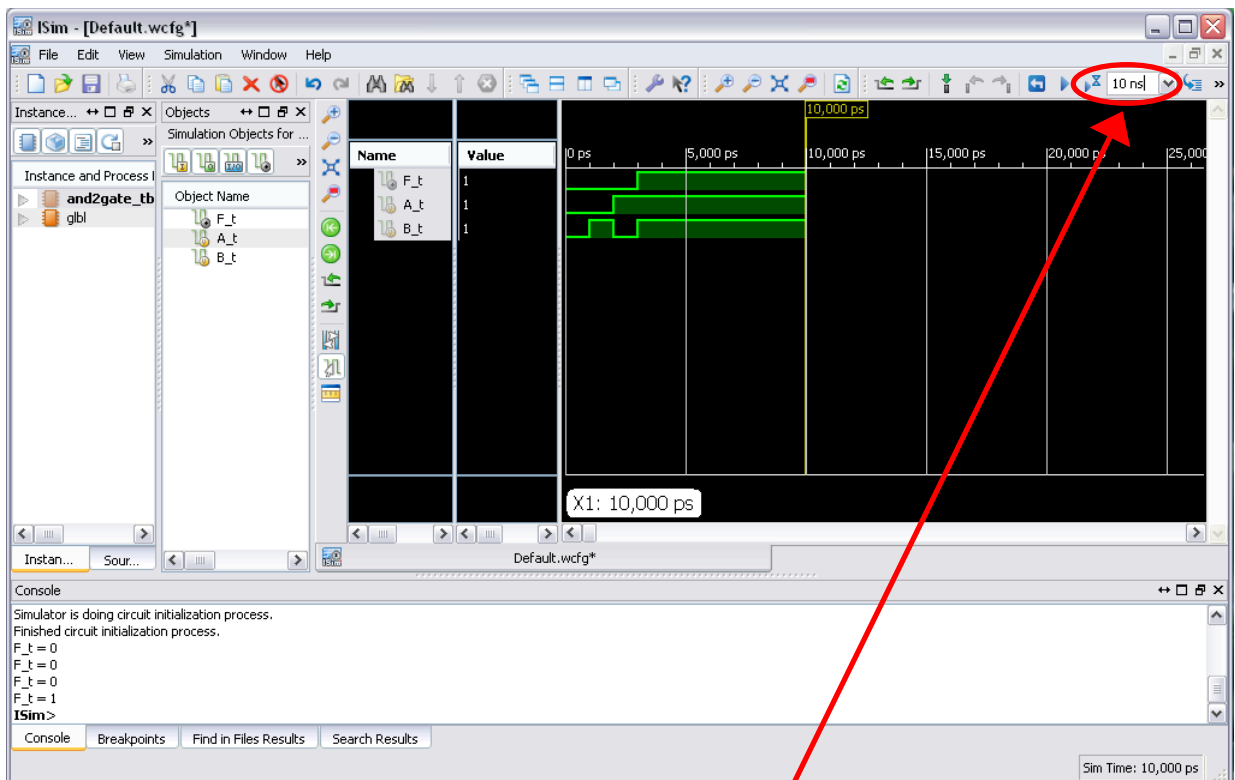 ISim - [Default.wcfg*]
File Edit View Simulation Window Help
10 ns
»
Instance...
»
Instance and Process
and2gate_tb
glbl
Objects
Simulation Objects for ...
»
Object Name
F_t
A_t
B_t
Name
F_t
A_t
B_t
Value
1
1
1
10,000 ps
0 ps 5,000 ps 10,000 ps 15,000 ps 20,000 ps 25,000
X1: 10,000 ps
Instan... Sour...
Default.wcfg*
Console
Simulator is doing circuit initialization process.
Finished circuit initialization process.
F_t = 0
F_t = 0
F_t = 0
F_t = 1
ISim>
Console Breakpoints Find in Files Results Search Results
Sim Time: 10,000 ps